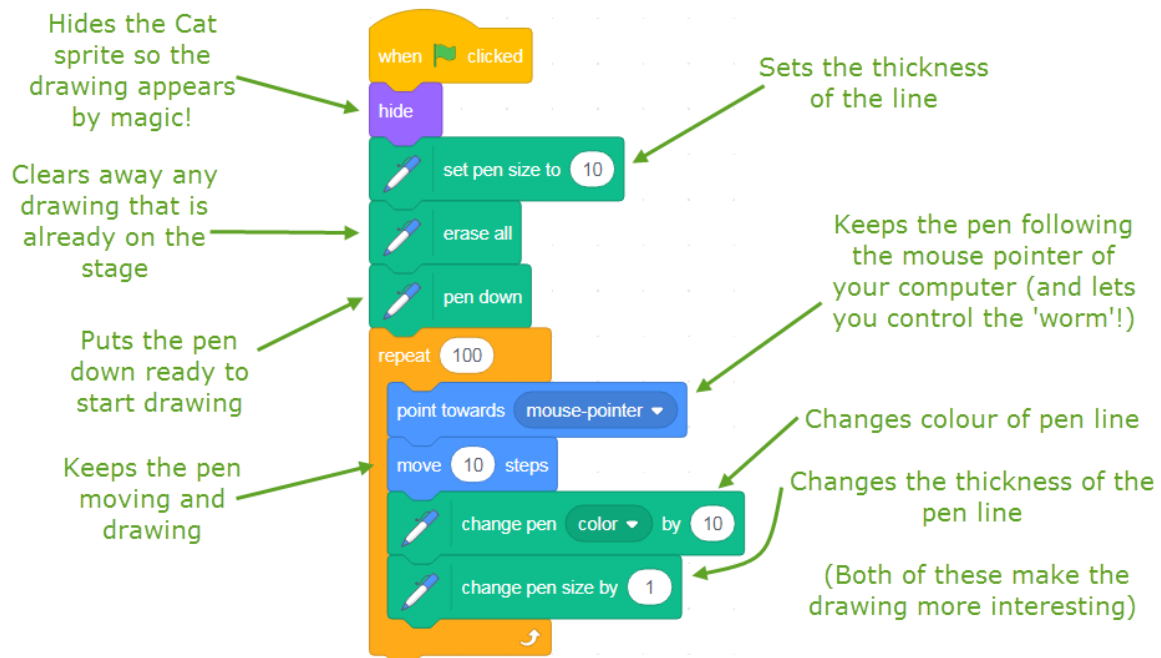 Hides the Cat
sprite so the
drawing appears
by magic!
Clears away any
drawing that is
already on the
stage
Puts the pen
down ready to
start drawing
Keeps the pen
moving and
drawing
when clicked
hide
set pen size to 10
erase all
pen down
repeat 100
point towards mouse-pointer
move 10 steps
change pen color by 10
change pen size by 1
Sets the thickness
of the line
Keeps the pen following
the mouse pointer of
your computer (and lets
you control the 'worm'!)
Changes colour of pen line
Changes the thickness of the
pen line
(Both of these make the
drawing more interesting)